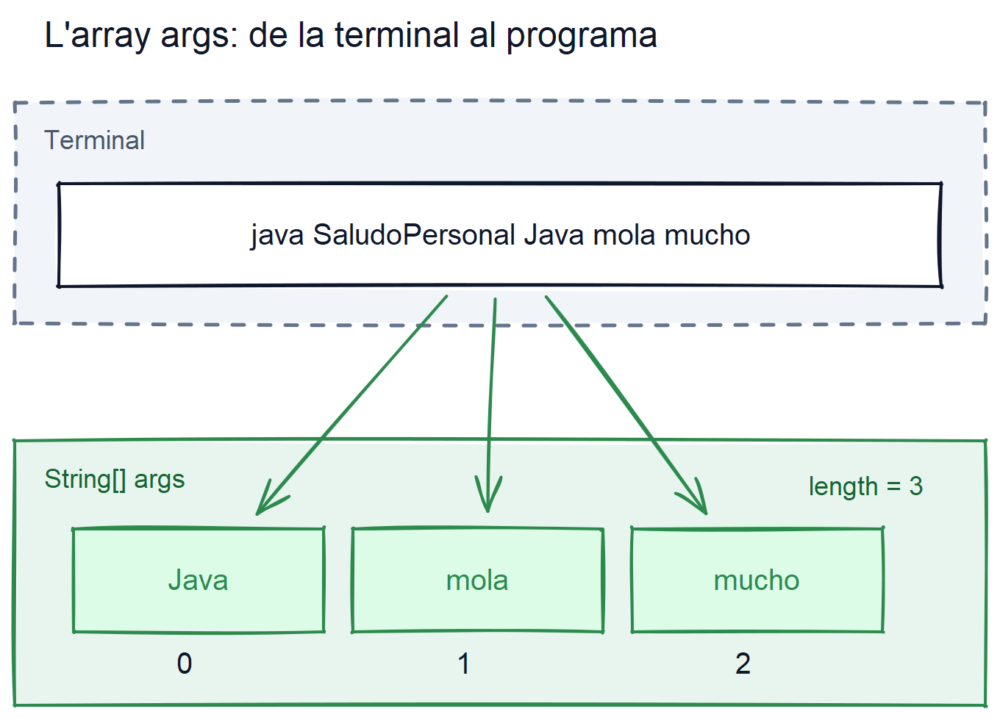 L'array args: de la terminal al programa
Terminal
java SaludoPersonal Java mola mucho
String[] args
length = 3
Java
mola
mucho
0
1
2